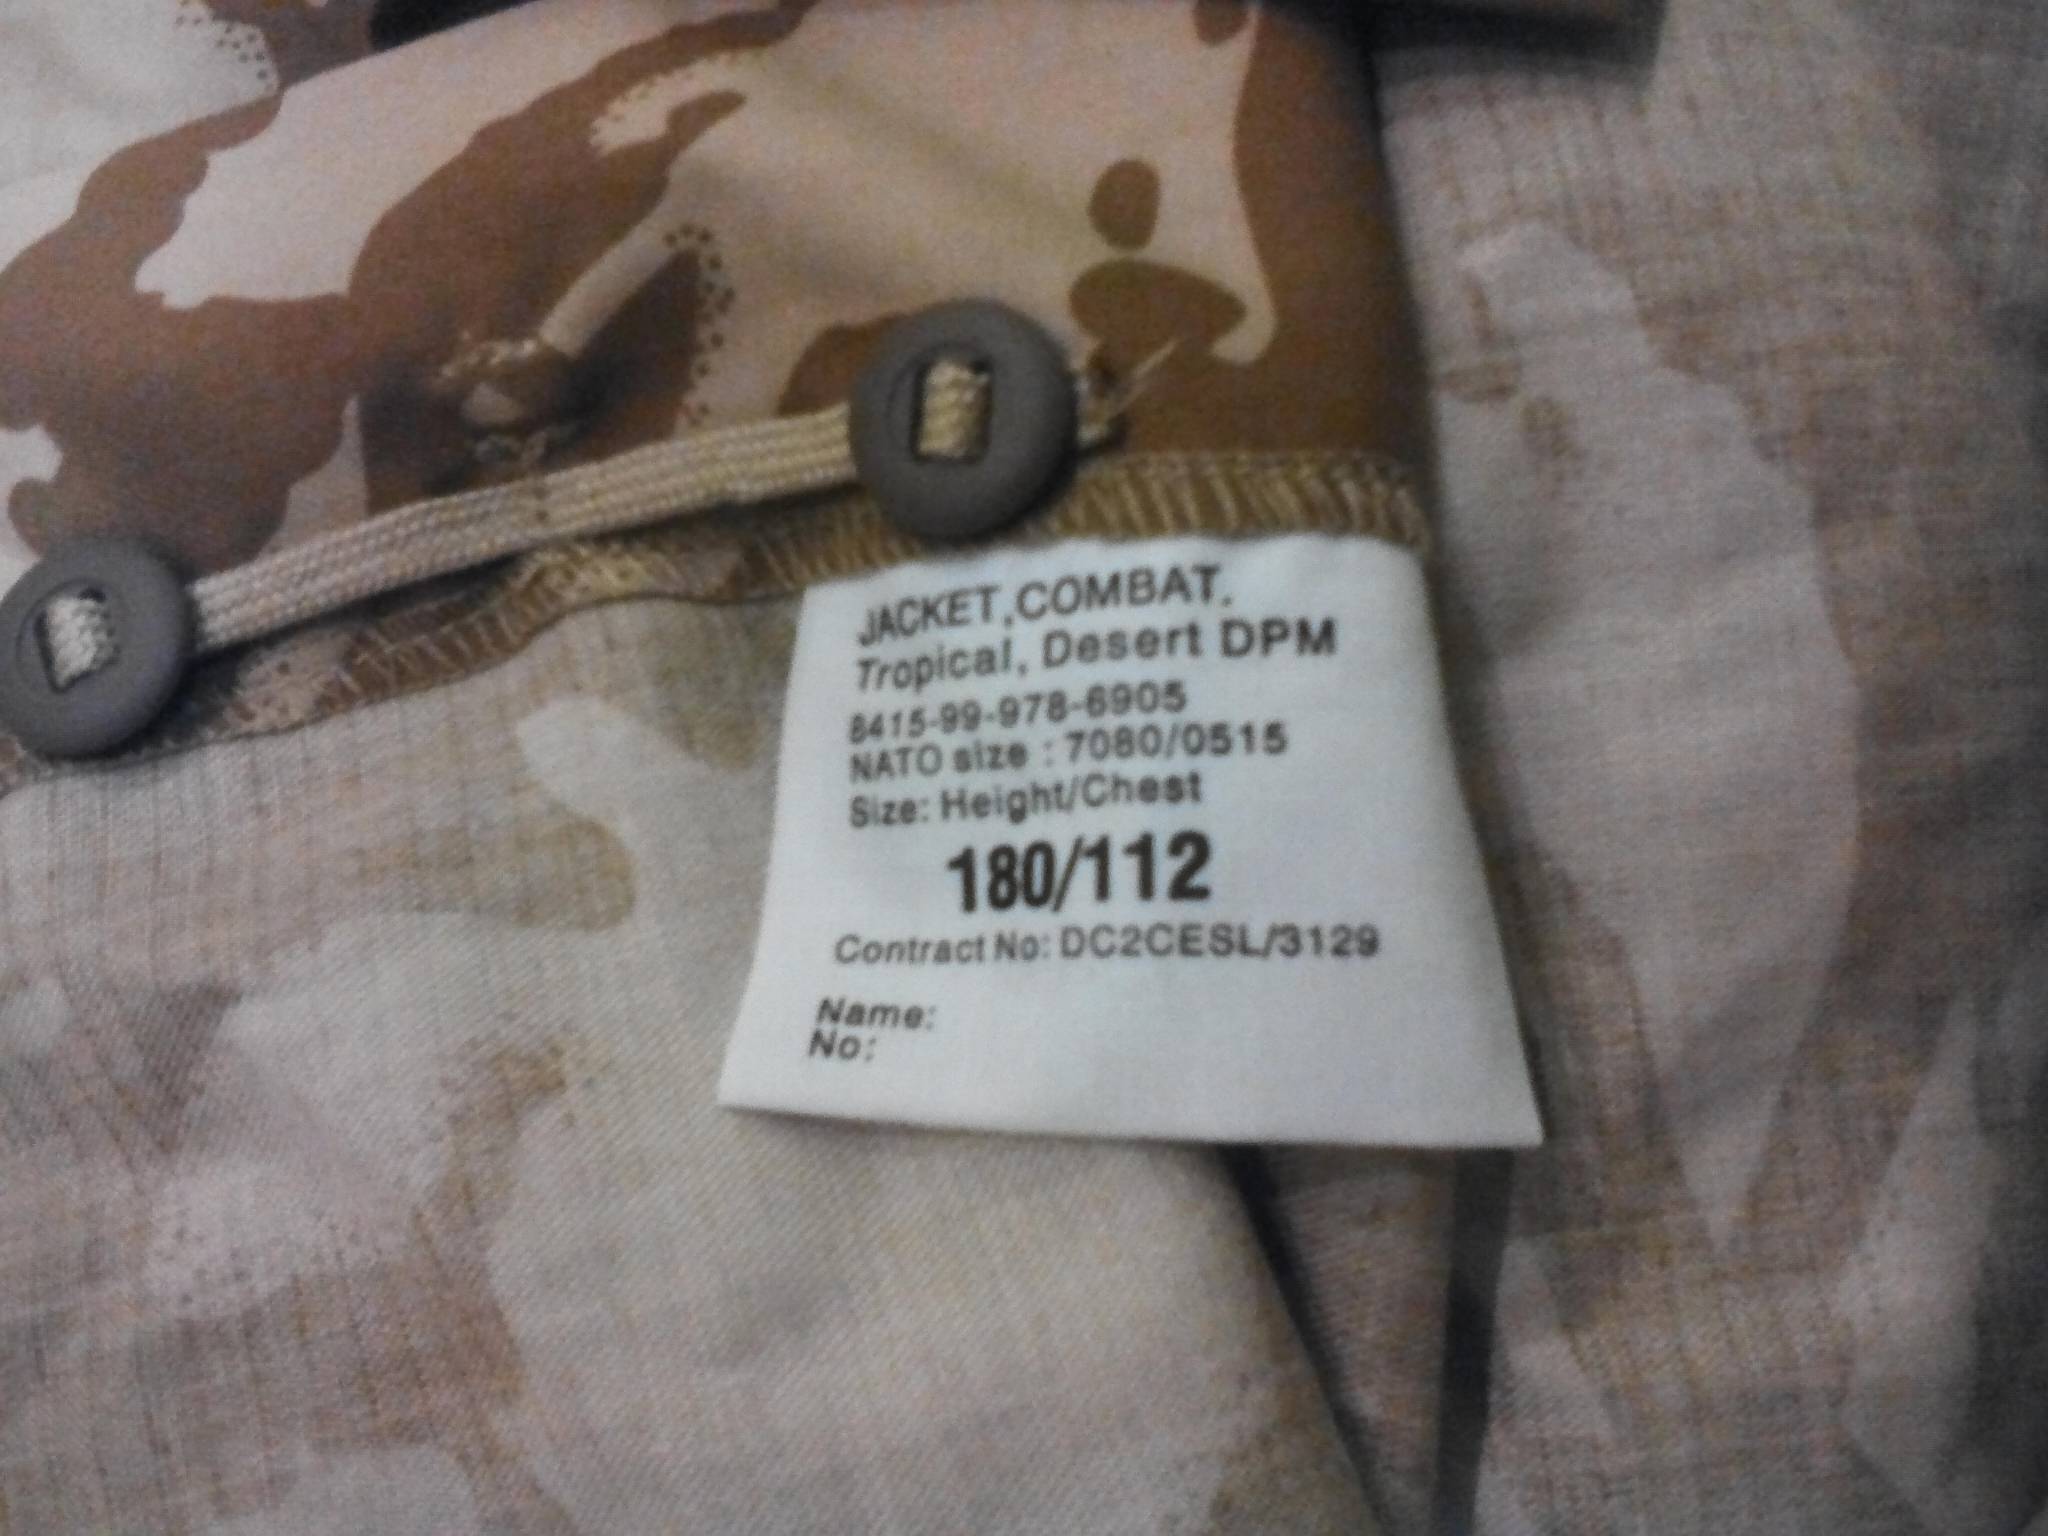 JACKET,COMBAT.
Tropical, Desert DPM
8415-99-978-6905
NATO size : 7080/0515
Size: Height/Chest
180/112
Contract No: DC2CESL/3129
Name:
No: